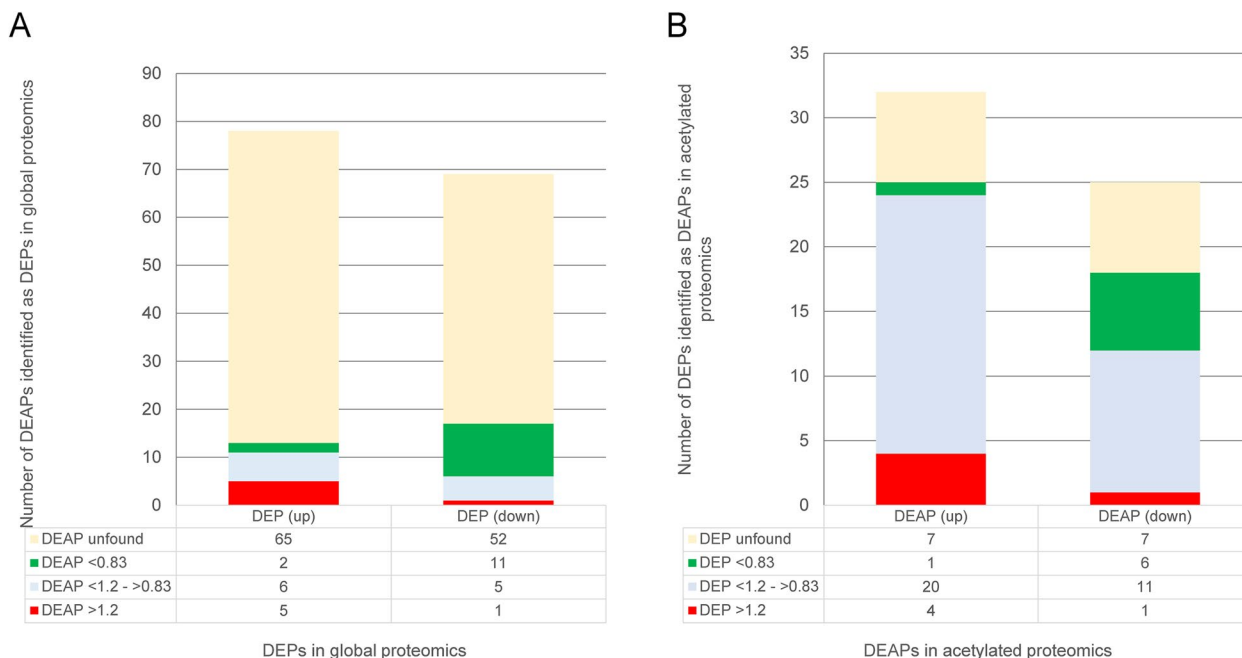 A
Number of DEAPs identified as DEPs in global proteomics
90
80
70
60
50
40
30
20
10
0
DEP (up) DEP (down)
DEAP unfound 65 52
DEAP <0.83 2 11
DEAP <1.2 - >0.83 6 5
DEAP >1.2 5 1
DEPs in global proteomics
B
Number of DEPs identified as DEAPs in acetylated
proteomics
35
30
25
20
15
10
5
0
DEAP (up) DEAP (down)
DEP unfound 7 7
DEP <0.83 1 6
DEP <1.2 - >0.83 20 11
DEP >1.2 4 1
DEAPs in acetylated proteomics